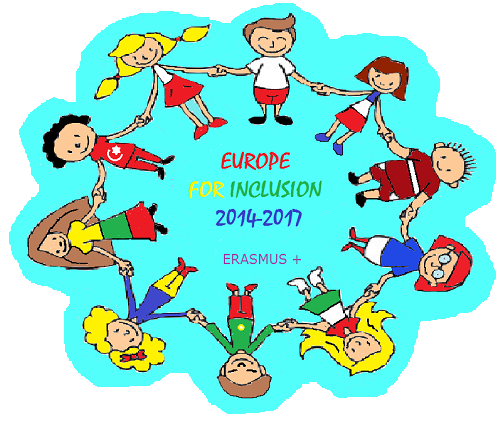 EUROPE
FOR INCLUSION
2014-2017
ERASMUS +